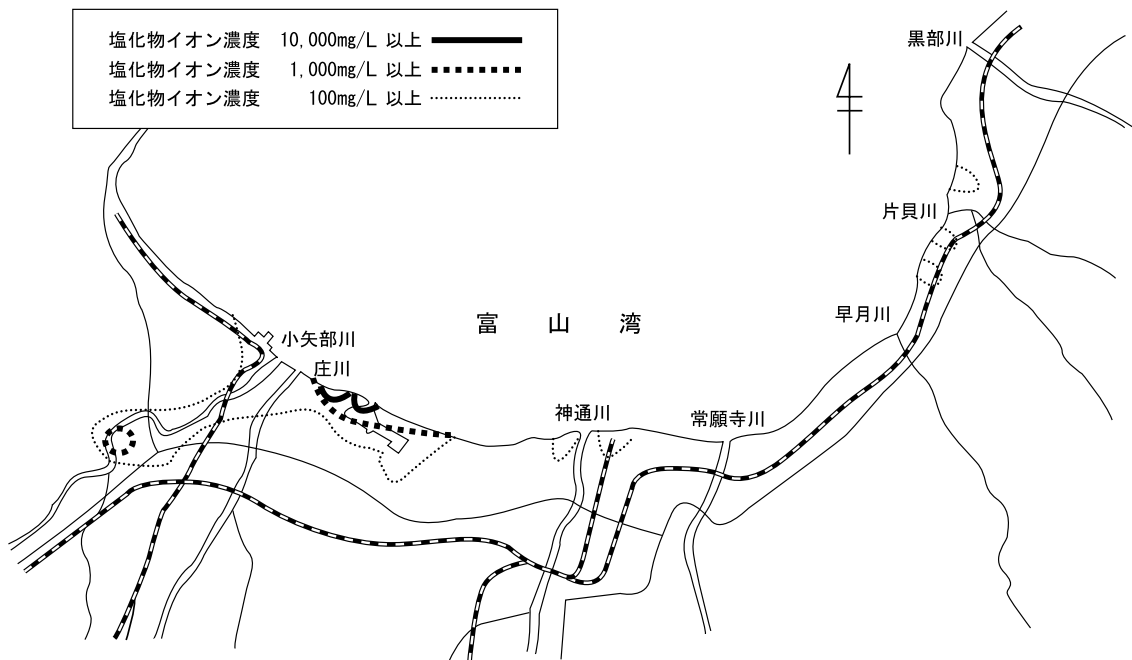 塩化物イオン濃度 10,000mg/L 以上
塩化物イオン濃度 1,000mg/L 以上
塩化物イオン濃度 100mg/L 以上
黒部川
片貝川
早月川
富山湾
小矢部川
庄川
神通川
常願寺川